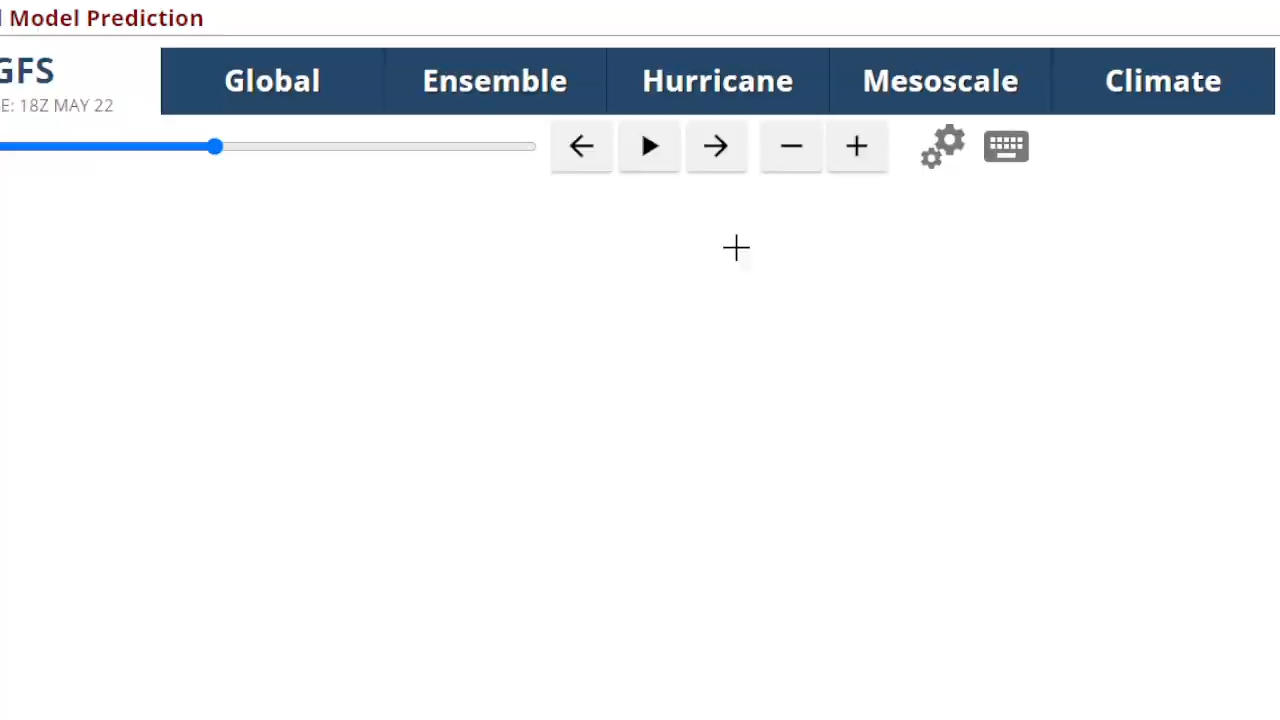 Model Prediction
GFS
E: 18Z MAY 22
Global
Ensemble
Hurricane
Mesoscale
Climate